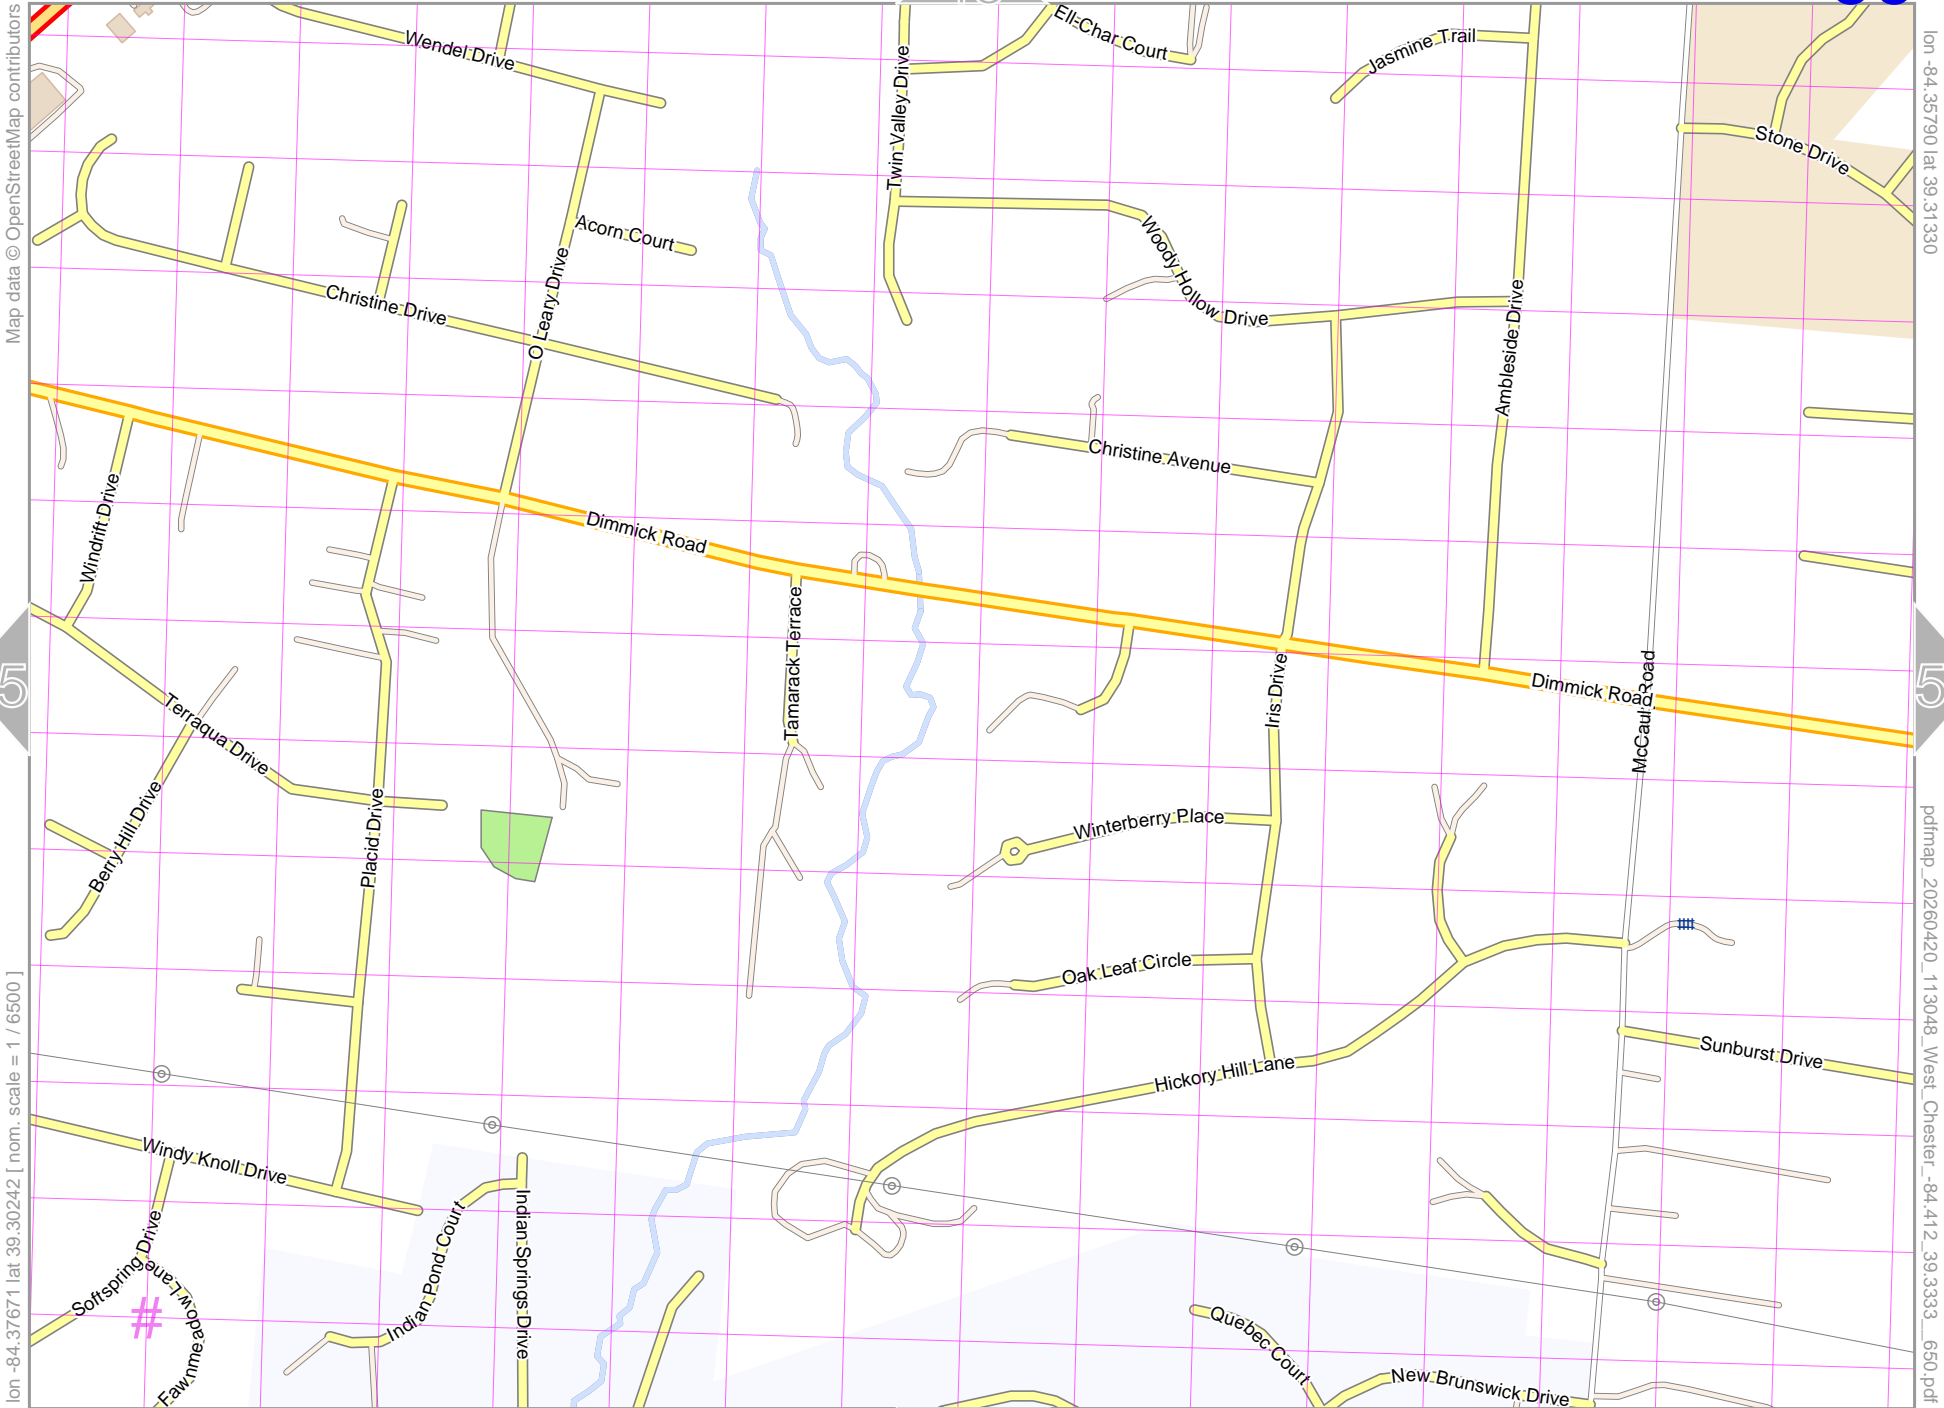 Map data © OpenStreetMap contributors
lon -84.35790 lat 39.31330
Wendel Drive
Ell-Char Court
Jasmine Trail
Twin Valley Drive
Stone Drive
Acorn Court
Woody Hollow Drive
O Leary Drive
Christine Drive
Ambleside Drive
Christine Avenue
Windrift Drive
Dimmick Road
Tamarack Terrace
Iris Drive
Dimmick Road
McCauly Road
5
5
Terraqua Drive
Berry Hill Drive
Placid Drive
Winterberry Place
Oak Leaf Circle
Sunburst Drive
Hickory Hill Lane
Windy Knoll Drive
Indian Pond Court
Indian Springs Drive
Softspring Drive
Fawnmeadow Lane
#
Quebec Court
New Brunswick Drive
lon -84.37671 lat 39.30242 [ nom. scale = 1 / 6500 ]
pdfmap_20260420_113048_West_Chester_-84.412_39.3333__650.pdf